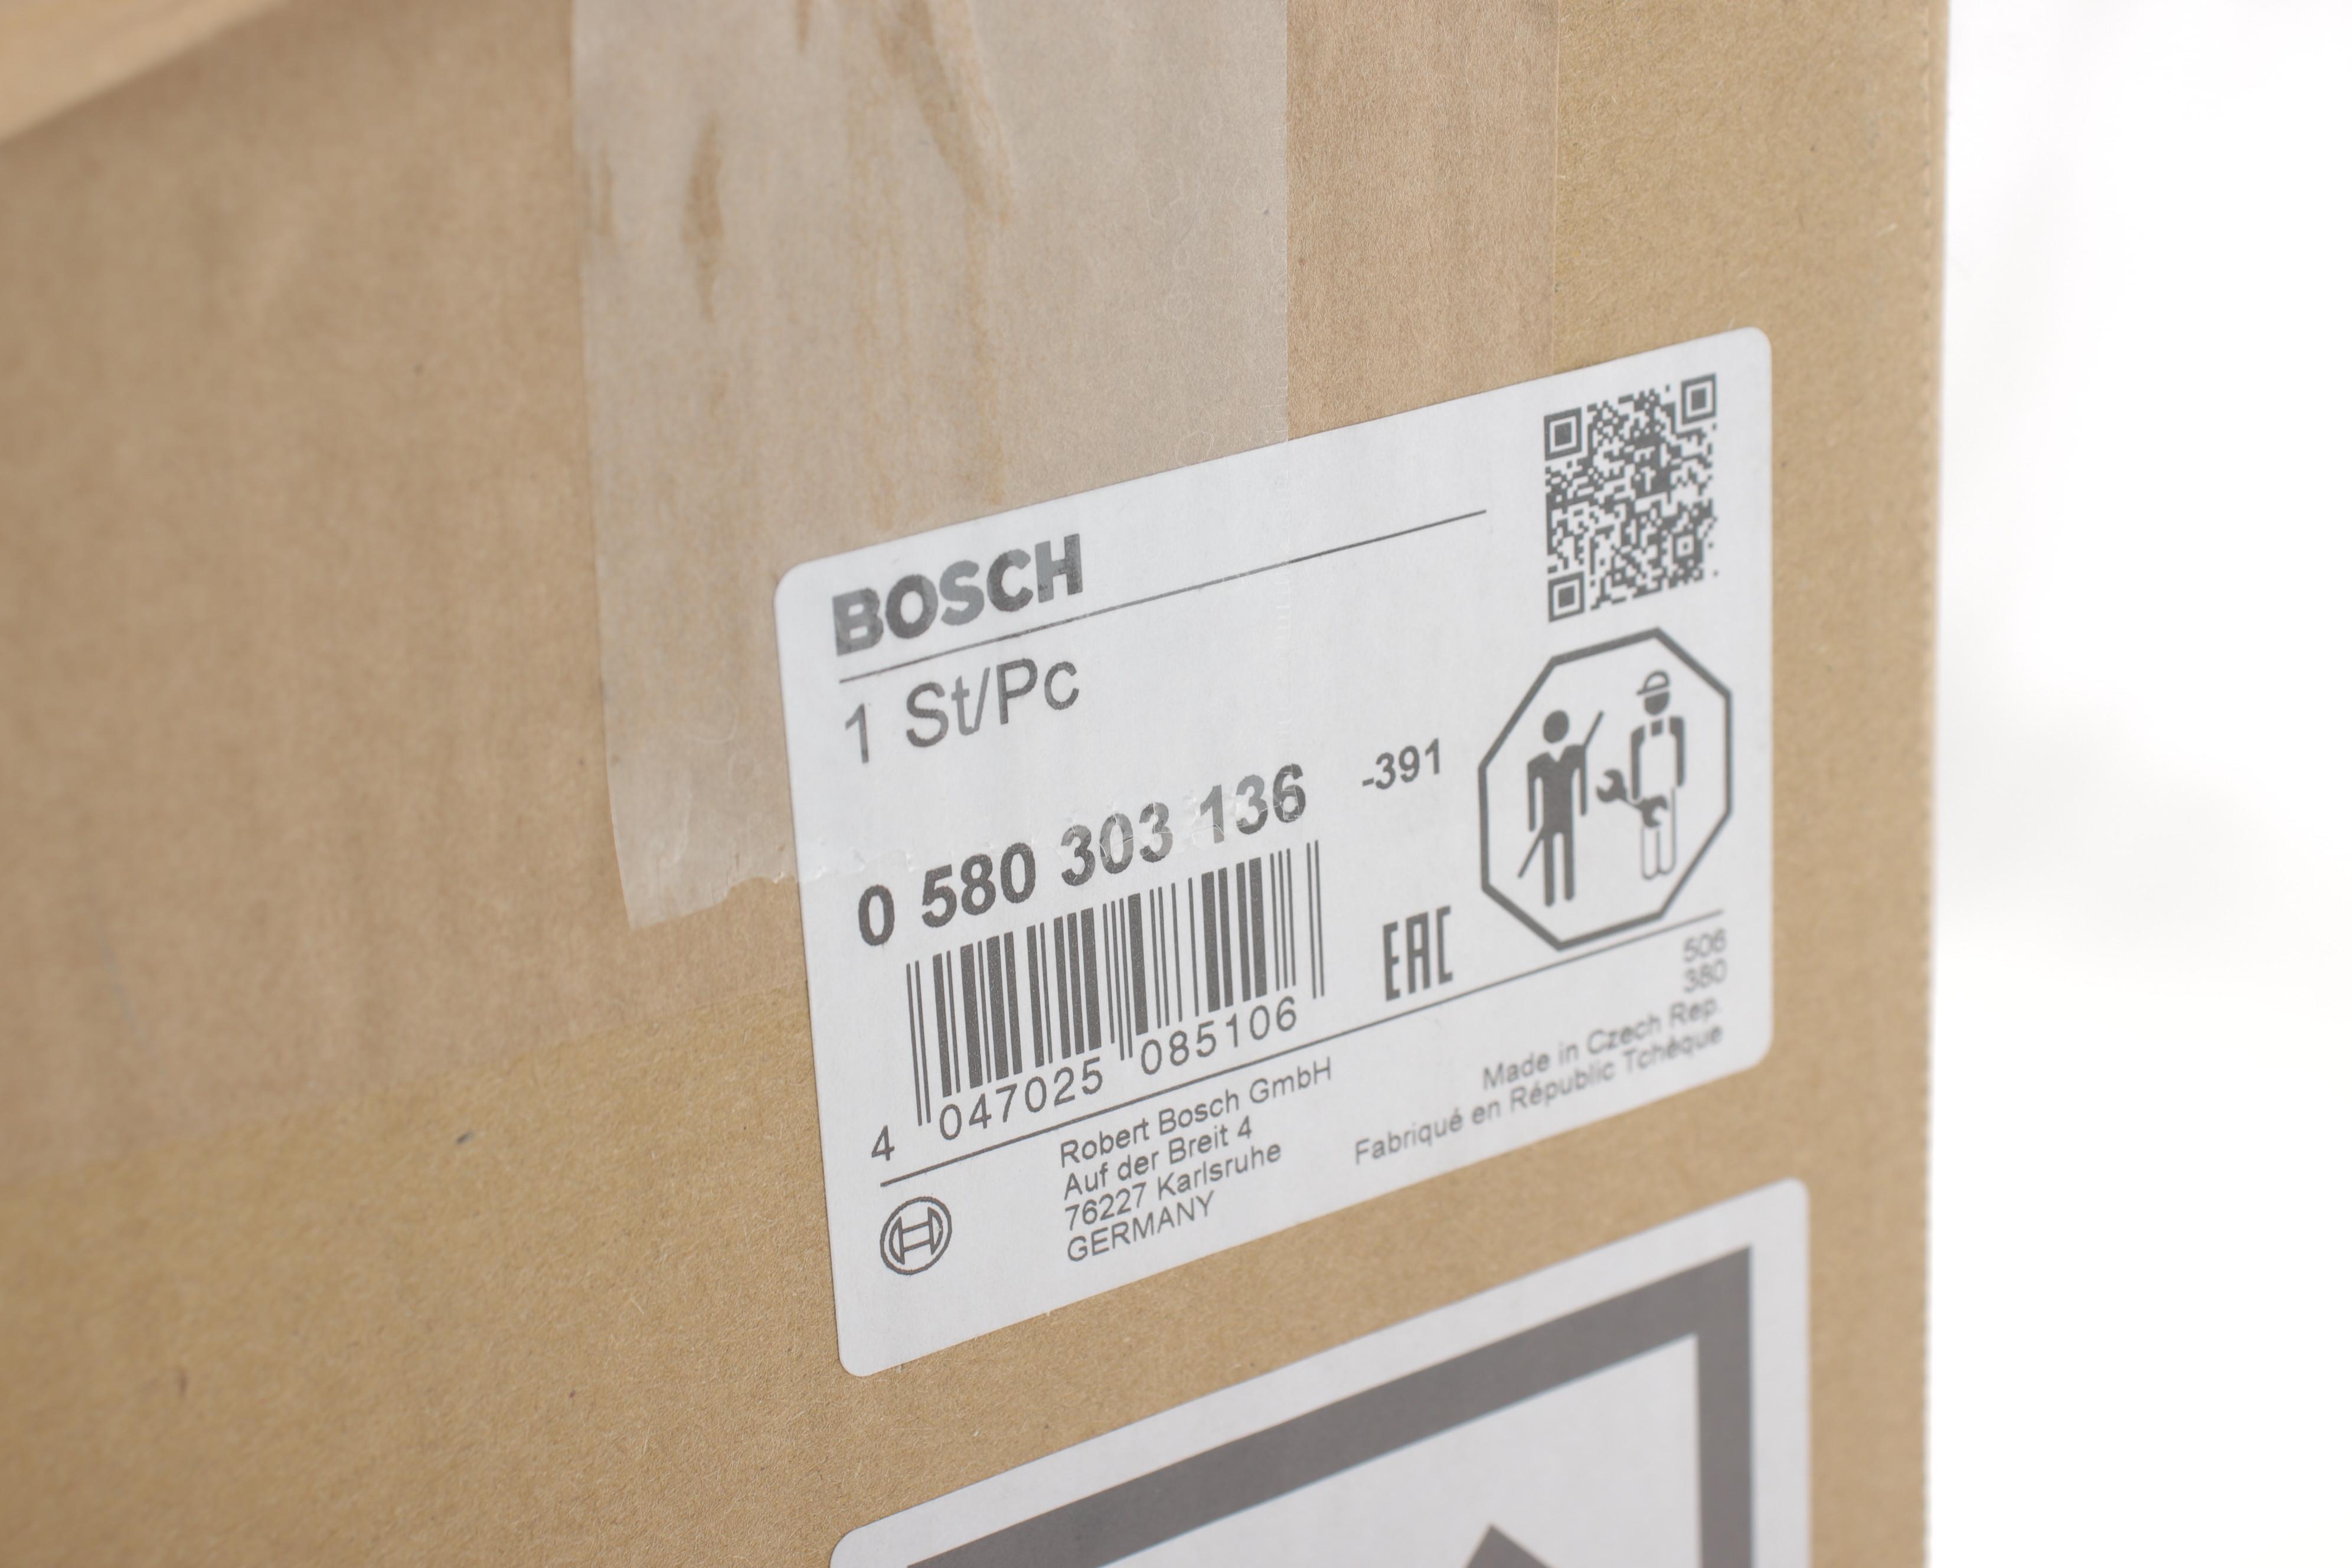 BOSCH
1 St/Pc
0 580 303 136 -391
4 047025 085106
EAC
506
380
Robert Bosch GmbH
Auf der Breit 4
76227 Karlsruhe
GERMANY
Made in Czech Rep.
Fabriqué en Républic Tchèque